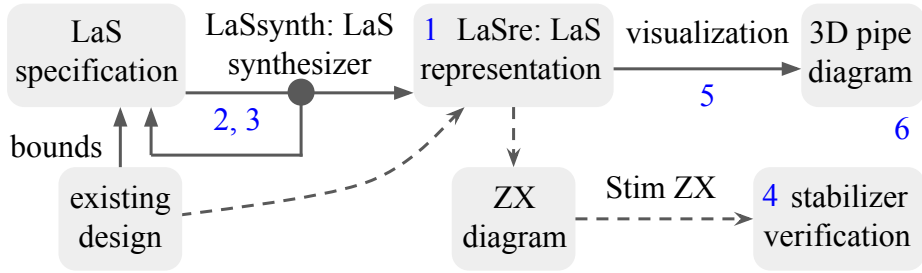 LaS
specification
LaSsynth: LaS
synthesizer
2, 3
1 LaSre: LaS
representation
visualization
5
3D pipe
diagram
6
bounds
existing
design
ZX
diagram
Stim ZX
4 stabilizer
verification